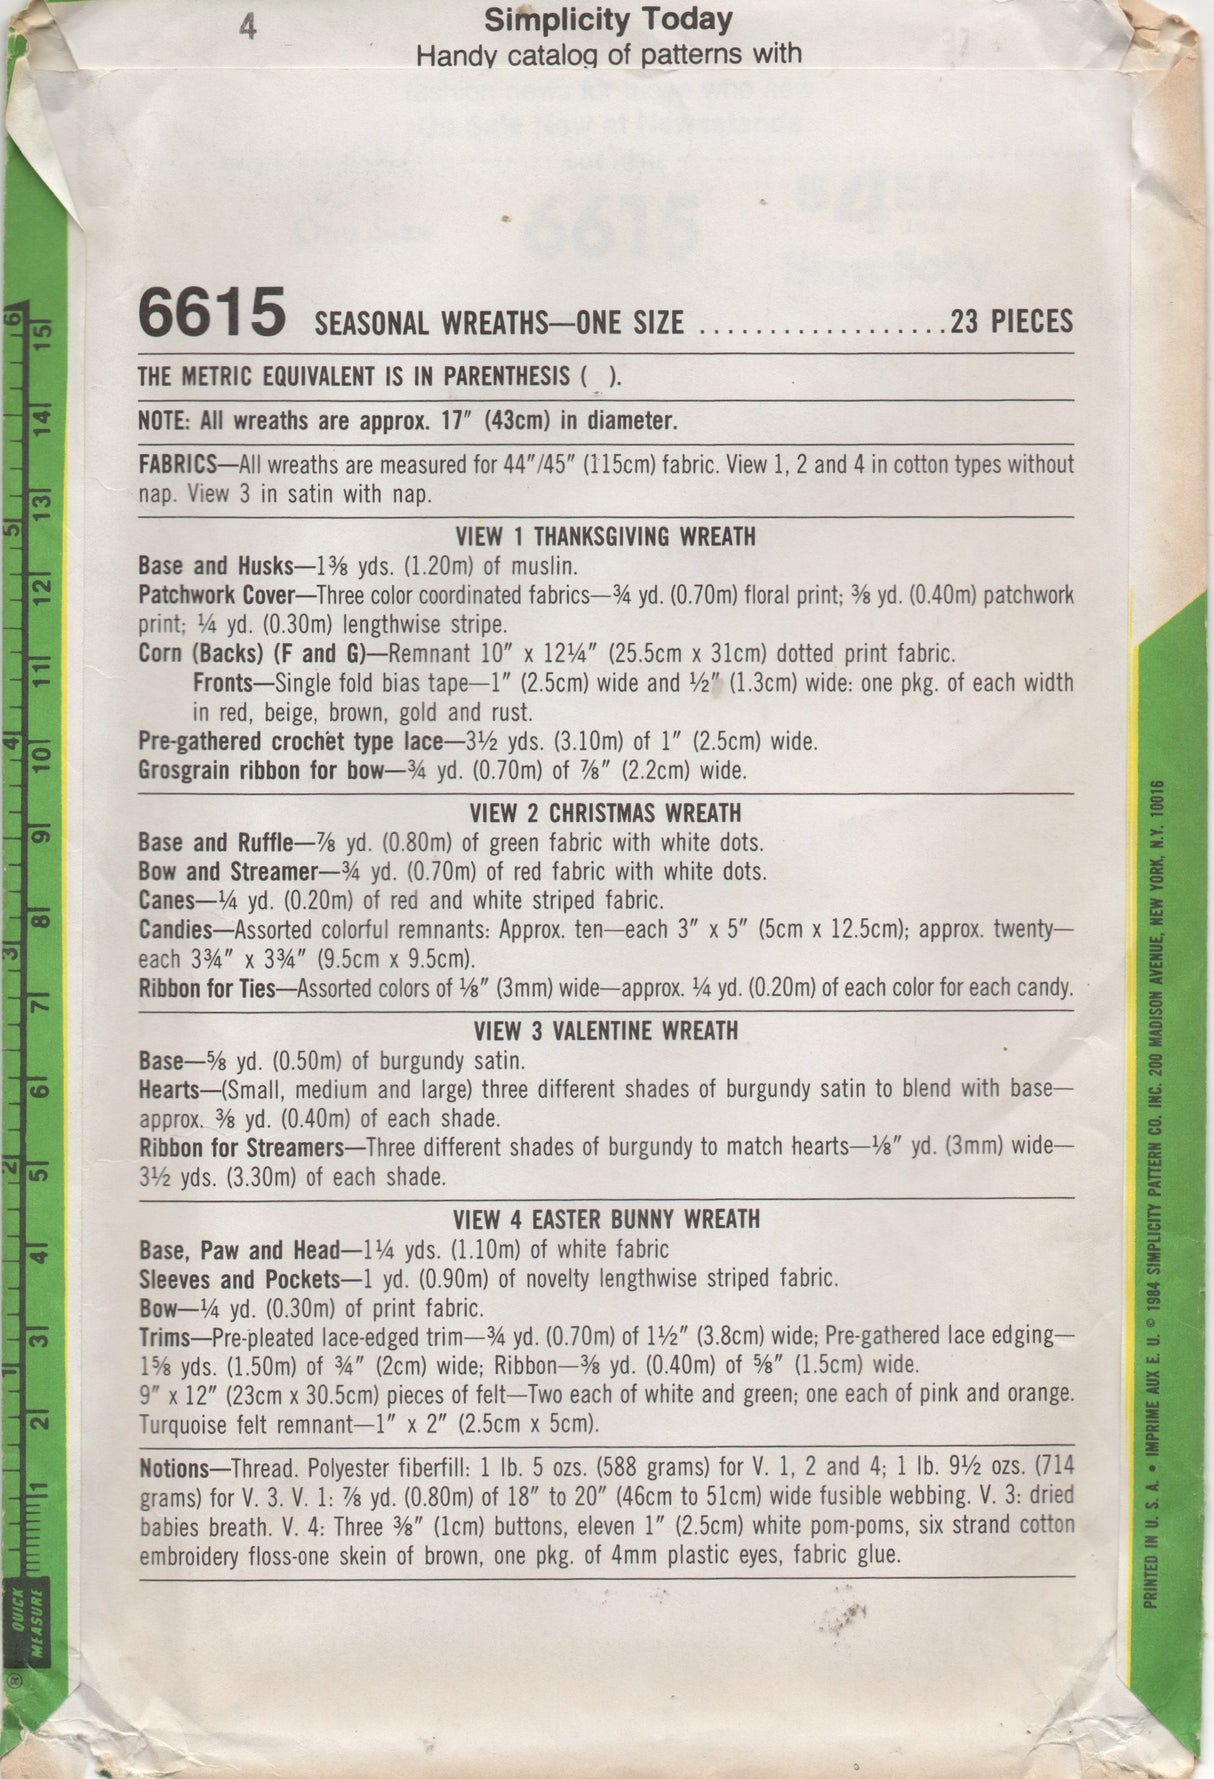 4
Simplicity Today
Handy catalog of patterns with
6615
One Size
6615
Simplicity
6615 SEASONAL WREATHS—ONE SIZE ..................23 PIECES
THE METRIC EQUIVALENT IS IN PARENTHESIS ( ).
NOTE: All wreaths are approx. 17″ (43cm) in diameter.
FABRICS—All wreaths are measured for 44″/45″ (115cm) fabric. View 1, 2 and 4 in cotton types without
nap. View 3 in satin with nap.
VIEW 1 THANKSGIVING WREATH
Base and Husks—1⅜ yds. (1.20m) of muslin.
Patchwork Cover—Three color coordinated fabrics—¾ yd. (0.70m) floral print; ⅜ yd. (0.40m) patchwork
print; ¼ yd. (0.30m) lengthwise stripe.
Corn (Backs) (F and G)—Remnant 10″ x 12¼″ (25.5cm x 31cm) dotted print fabric.
Fronts—Single fold bias tape—1″ (2.5cm) wide and ½″ (1.3cm) wide: one pkg. of each width
in red, beige, brown, gold and rust.
Pre-gathered crochet type lace—3½ yds. (3.10m) of 1″ (2.5cm) wide.
Grosgrain ribbon for bow—¾ yd. (0.70m) of ⅞″ (2.2cm) wide.
VIEW 2 CHRISTMAS WREATH
Base and Ruffle—⅞ yd. (0.80m) of green fabric with white dots.
Bow and Streamer—¾ yd. (0.70m) of red fabric with white dots.
Canes—¼ yd. (0.20m) of red and white striped fabric.
Candies—Assorted colorful remnants: Approx. ten—each 3″ x 5″ (5cm x 12.5cm); approx. twenty—
each 3¾″ x 3¾″ (9.5cm x 9.5cm).
Ribbon for Ties—Assorted colors of ⅛″ (3mm) wide—approx. ¼ yd. (0.20m) of each color for each candy.
VIEW 3 VALENTINE WREATH
Base—⅝ yd. (0.50m) of burgundy satin.
Hearts—(Small, medium and large) three different shades of burgundy satin to blend with base—
approx. ⅜ yd. (0.40m) of each shade.
Ribbon for Streamers—Three different shades of burgundy to match hearts—⅛″ yd. (3mm) wide—
3½ yds. (3.30m) of each shade.
VIEW 4 EASTER BUNNY WREATH
Base, Paw and Head—1¼ yds. (1.10m) of white fabric
Sleeves and Pockets—1 yd. (0.90m) of novelty lengthwise striped fabric.
Bow—¼ yd. (0.30m) of print fabric.
Trims—Pre-pleated lace-edged trim—¾ yd. (0.70m) of 1½″ (3.8cm) wide; Pre-gathered lace edging—
1⅝ yds. (1.50m) of ¾″ (2cm) wide; Ribbon—⅜ yd. (0.40m) of ⅝″ (1.5cm) wide.
9″ x 12″ (23cm x 30.5cm) pieces of felt—Two each of white and green; one each of pink and orange.
Turquoise felt remnant—1″ x 2″ (2.5cm x 5cm).
Notions—Thread. Polyester fiberfill: 1 lb. 5 ozs. (588 grams) for V. 1, 2 and 4; 1 lb. 9½ ozs. (714
grams) for V. 3. V. 1: ⅞ yd. (0.80m) of 18″ to 20″ (46cm to 51cm) wide fusible webbing. V. 3: dried
babies breath. V. 4: Three ⅜″ (1cm) buttons, eleven 1″ (2.5cm) white pom-poms, six strand cotton
embroidery floss-one skein of brown, one pkg. of 4mm plastic eyes, fabric glue.
6 5 4 3 2 1
15 14 13 12 11 10 9 8 7 6 5 4 3 2 1
QUICK
MEASURE
®
PRINTED IN U. S. A. • IMPRIME AUX E. U. © 1984 SIMPLICITY PATTERN CO. INC. 200 MADISON AVENUE, NEW YORK, N.Y. 10016